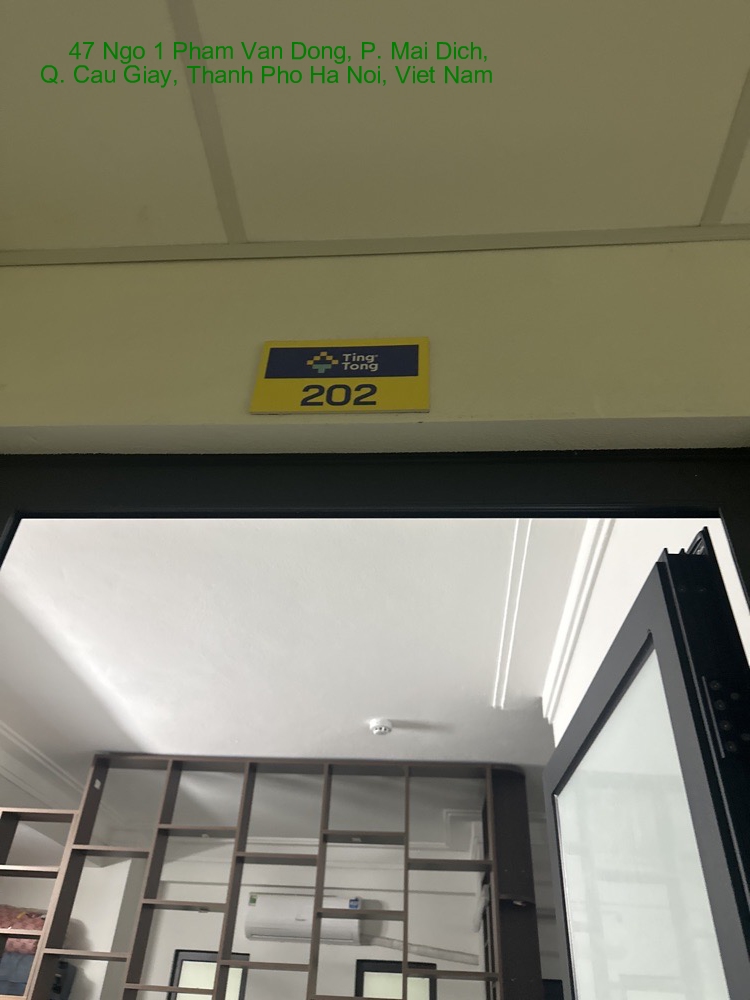 47 Ngo 1 Pham Van Dong, P. Mai Dich,
Q. Cau Giay, Thanh Pho Ha Noi, Viet Nam
Ting
Tong
202